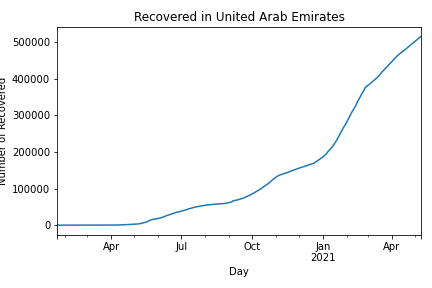 Recovered in United Arab Emirates
500000
400000
300000
200000
100000
0
Number of Recovered
Apr
Jul
Oct
Jan
2021
Apr
Day